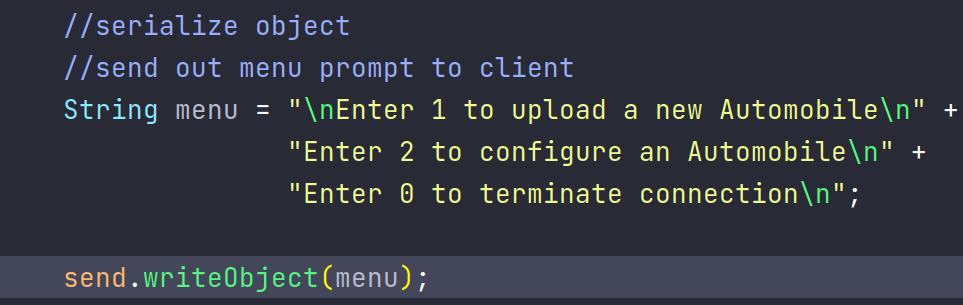 //serialize object
//send out menu prompt to client
String menu = "\nEnter 1 to upload a new Automobile\n" +
"Enter 2 to configure an Automobile\n" +
"Enter 0 to terminate connection\n";
send.writeObject(menu);